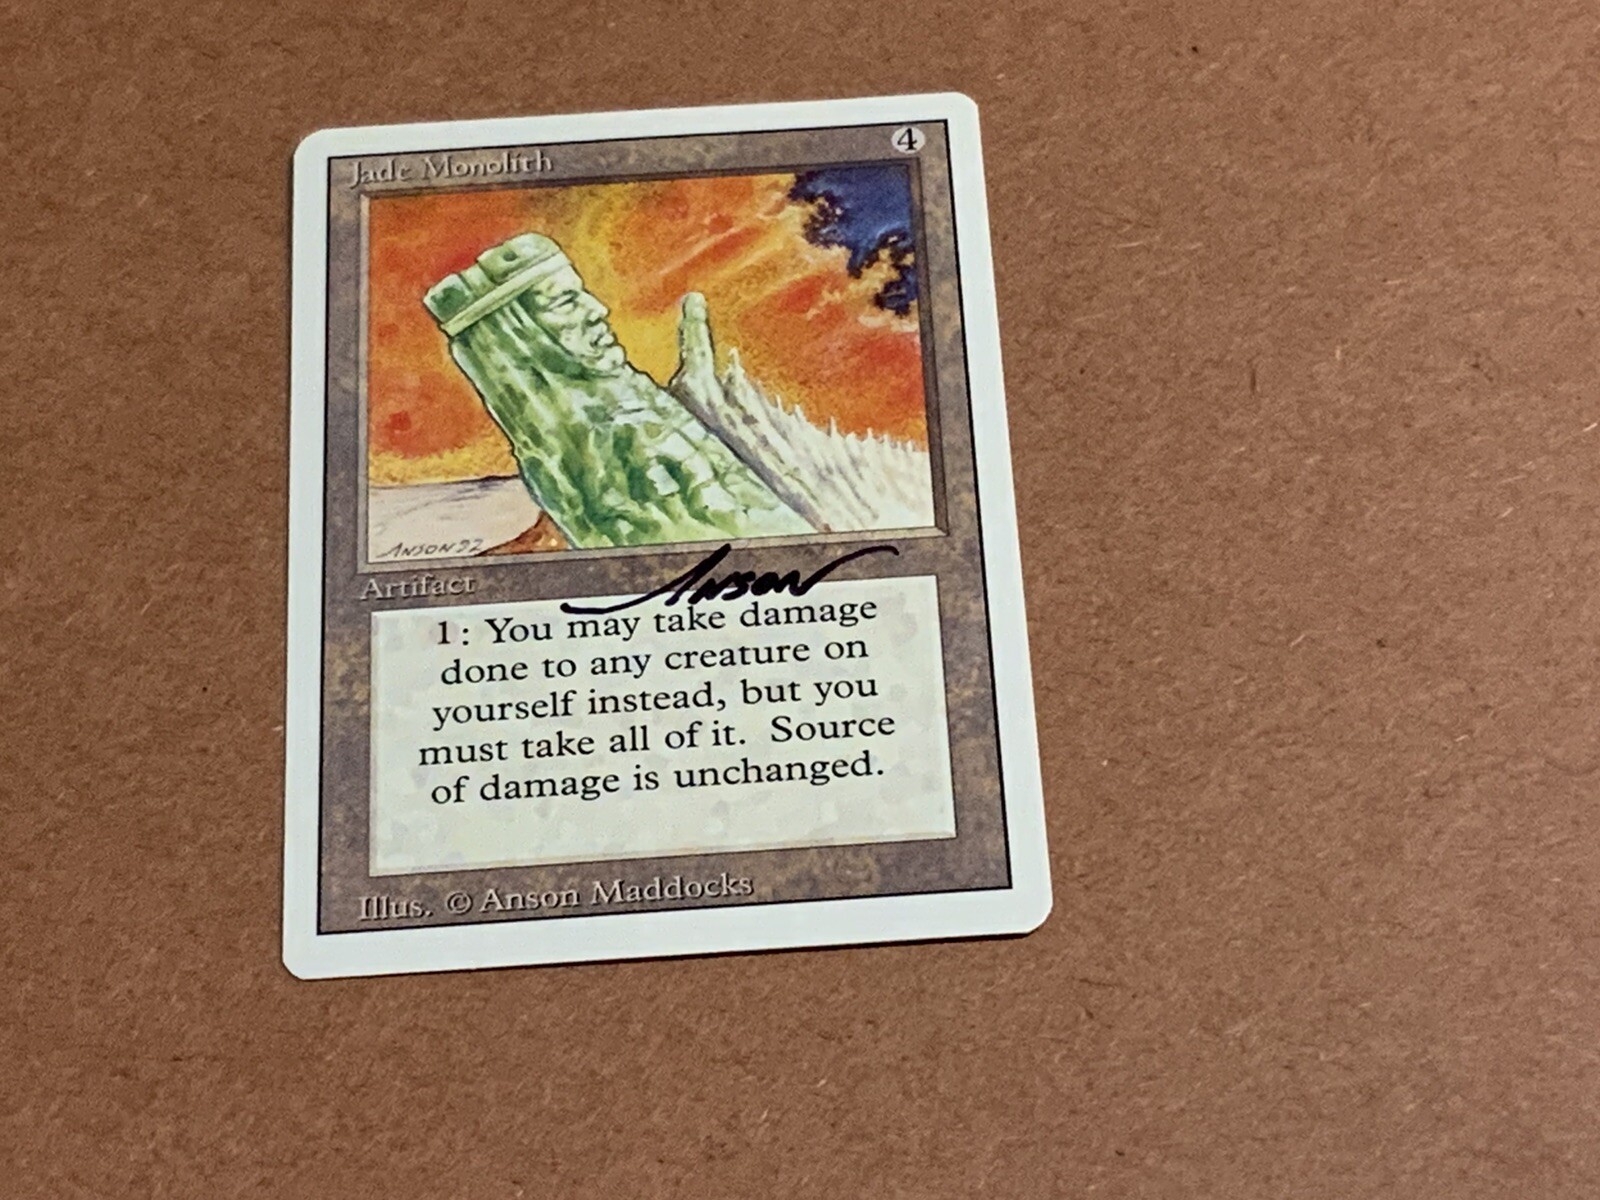 Jade Monolith
4
ANSON 92
Anson
Artifact
1: You may take damage
done to any creature on
yourself instead, but you
must take all of it. Source
of damage is unchanged.
Illus. © Anson Maddocks